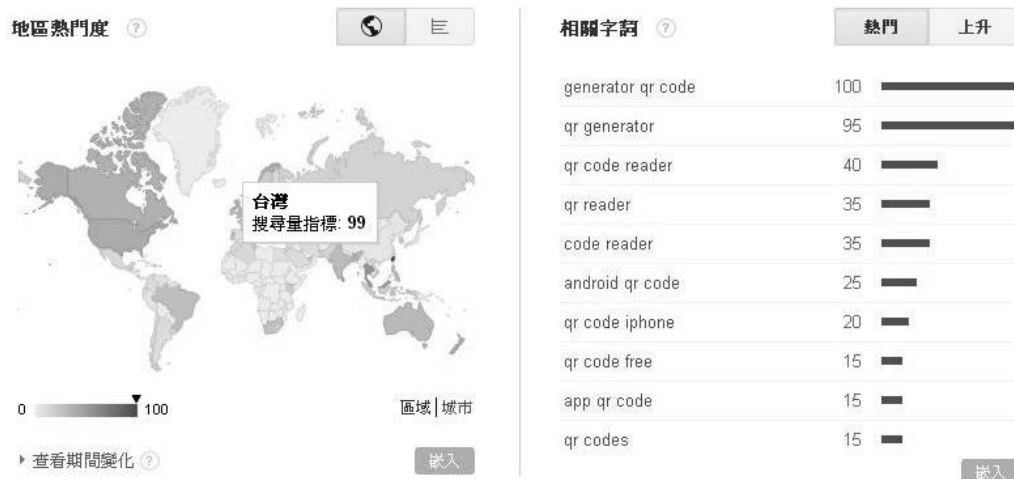 地區熱門度 ?
台灣
搜尋量指標: 99
0 100
區域 | 城市
查看期間變化 ?
嵌入
相關字詞 ?
熱門 上升
generator qr code 100
qr generator 95
qr code reader 40
qr reader 35
code reader 35
android qr code 25
qr code iphone 20
qr code free 15
app qr code 15
qr codes 15
嵌入